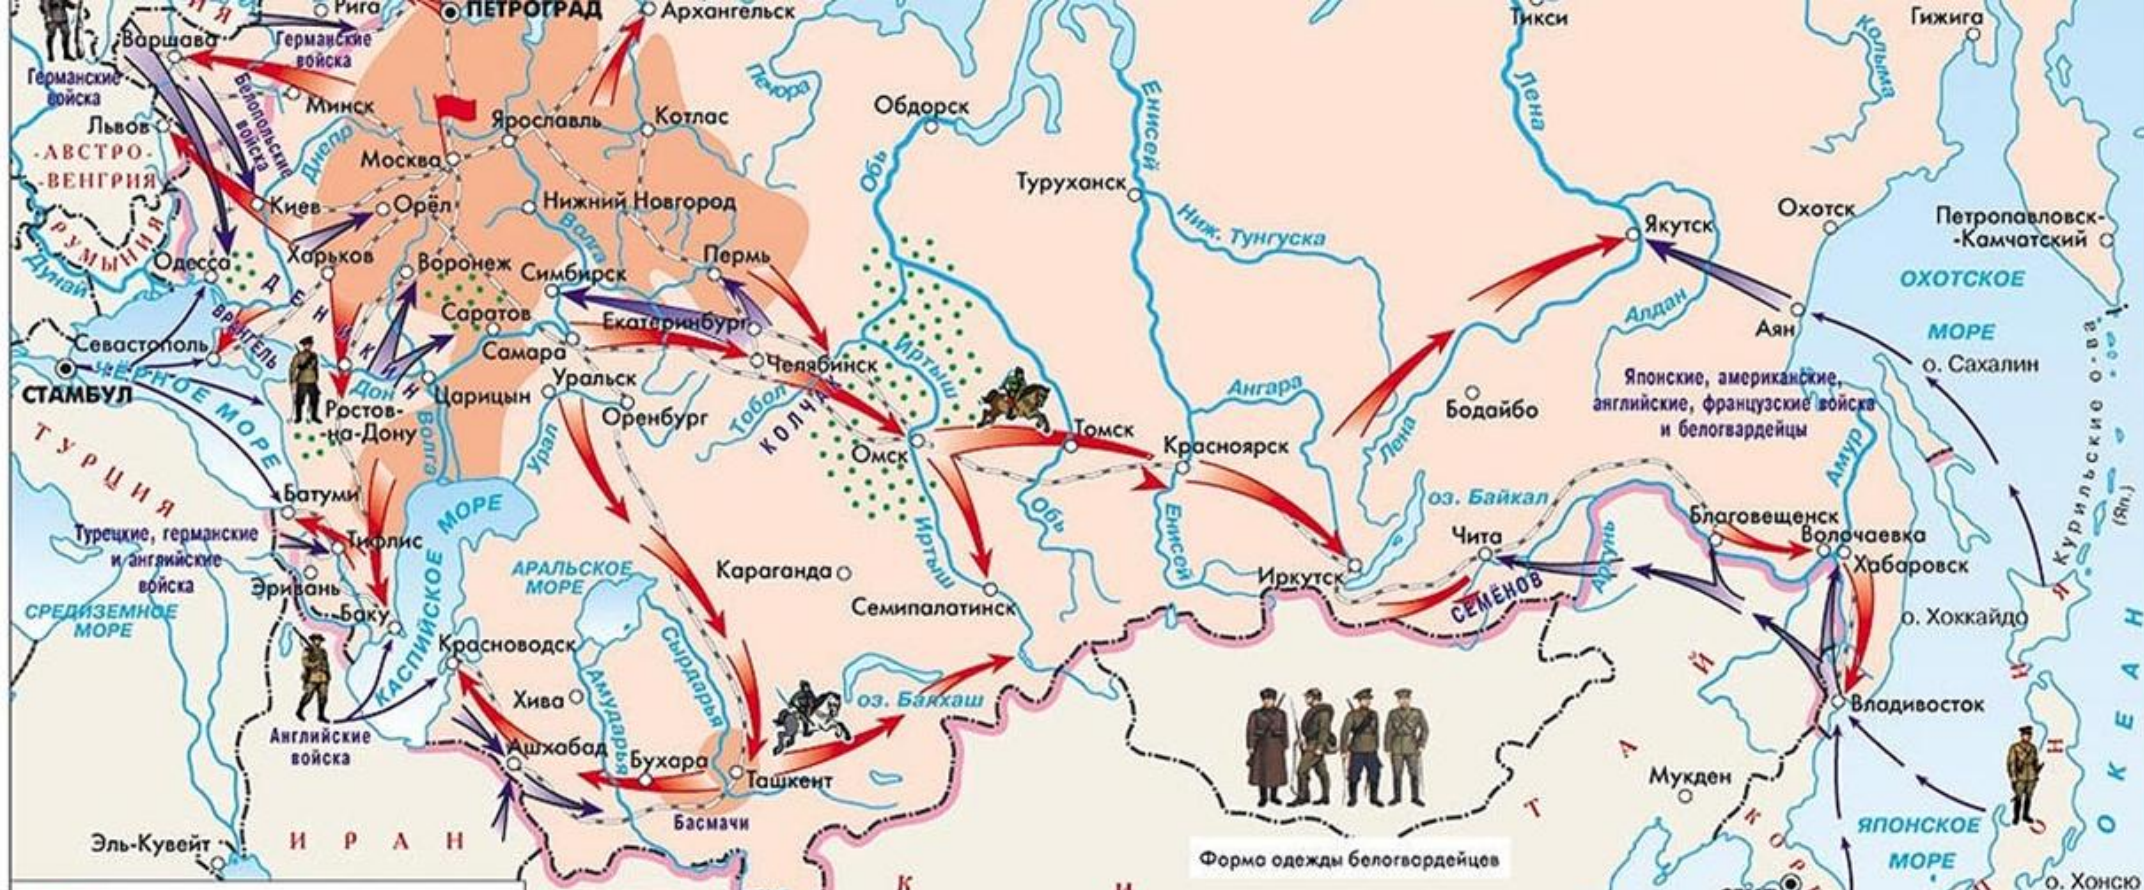 Рига
ПЕТРОГРАД
Архангельск
Тикси
Гижига
Колыма
Варшава
Германские
войска
Германские
войска
Белопольские
войска
Минск
Печора
Обдорск
Енисей
Лена
Львов
Днепр
Ярославль
Котлас
-АВСТРО-
-ВЕНГРИЯ
Москва
Обь
Туруханск
Киев
Орёл
Нижний Новгород
Волга
Ниж. Тунгуска
Якутск
Охотск
Петропавловск-
-Камчатский
РУМЫНИЯ
Дунай
Одесса
Харьков
Воронеж
Симбирск
Пермь
ОХОТСКОЕ
МОРЕ
ДЕНИКИН
ВРАНГЕЛЬ
Саратов
Екатеринбург
Алдан
Аян
Севастополь
Самара
Челябинск
Иртыш
о. Сахалин
СТАМБУЛ
ЧЁРНОЕ МОРЕ
Дон
Царицын
Уральск
Оренбург
Тобол
КОЛЧАК
Ангара
Бодайбо
Японские, американские,
английские, французские войска
и белогвардейцы
Ростов-
-на-Дону
Волга
Урал
Омск
Томск
Красноярск
Лена
Амур
Курильские о-ва
(Яп.)
ТУРЦИЯ
Батуми
КАСПИЙСКОЕ МОРЕ
Иртыш
Обь
Енисей
оз. Байкал
Чита
Благовещенск
Волочаевка
Хабаровск
Турецкие, германские
и английские
войска
Тифлис
Эривань
Баку
АРАЛЬСКОЕ
МОРЕ
Караганда
Семипалатинск
Иркутск
СЕМЁНОВ
Аргунь
СРЕДИЗЕМНОЕ
МОРЕ
о. Хоккайдо
Красноводск
Сырдарья
Амударья
Хива
оз. Балхаш
Владивосток
Английские
войска
Ашхабад
Бухара
Ташкент
Басмачи
Мукден
Эль-Кувейт
ИРАН
КИТАЙ
ЯПОНСКОЕ
МОРЕ
ОКЕАН
Форма одежды белогвардейцев
о. Хонсю